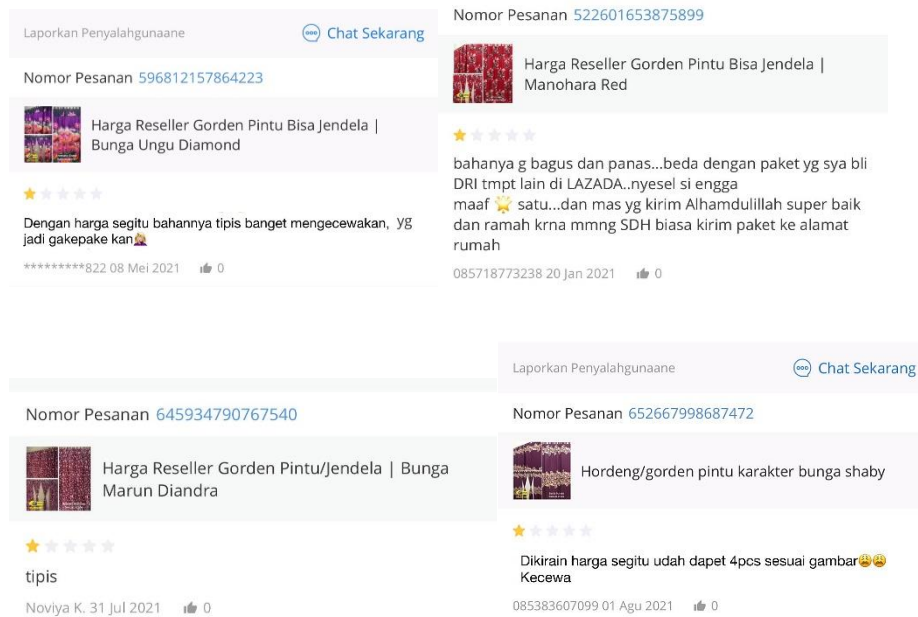 Laporkan Penyalahgunaane
Chat Sekarang
Nomor Pesanan 596812157864223
Harga Reseller Gorden Pintu Bisa Jendela |
Bunga Ungu Diamond
Dengan harga segitu bahannya tipis banget mengecewakan, yg
jadi gakepake kan🤦🏼‍♀️
*********822 08 Mei 2021 0
Nomor Pesanan 522601653875899
Harga Reseller Gorden Pintu Bisa Jendela |
Manohara Red
bahanya g bagus dan panas...beda dengan paket yg sya bli
DRI tmpt lain di LAZADA..nyesel si engga
maaf 🌟 satu...dan mas yg kirim Alhamdulillah super baik
dan ramah krna mmng SDH biasa kirim paket ke alamat
rumah
085718773238 20 Jan 2021 0
Nomor Pesanan 645934790767540
Harga Reseller Gorden Pintu/Jendela | Bunga
Marun Diandra
tipis
Noviya K. 31 Jul 2021 0
Laporkan Penyalahgunaane
Chat Sekarang
Nomor Pesanan 652667998687472
Hordeng/gorden pintu karakter bunga shaby
Dikirain harga segitu udah dapet 4pcs sesuai gambar😩😩
Kecewa
085383607099 01 Agu 2021 0